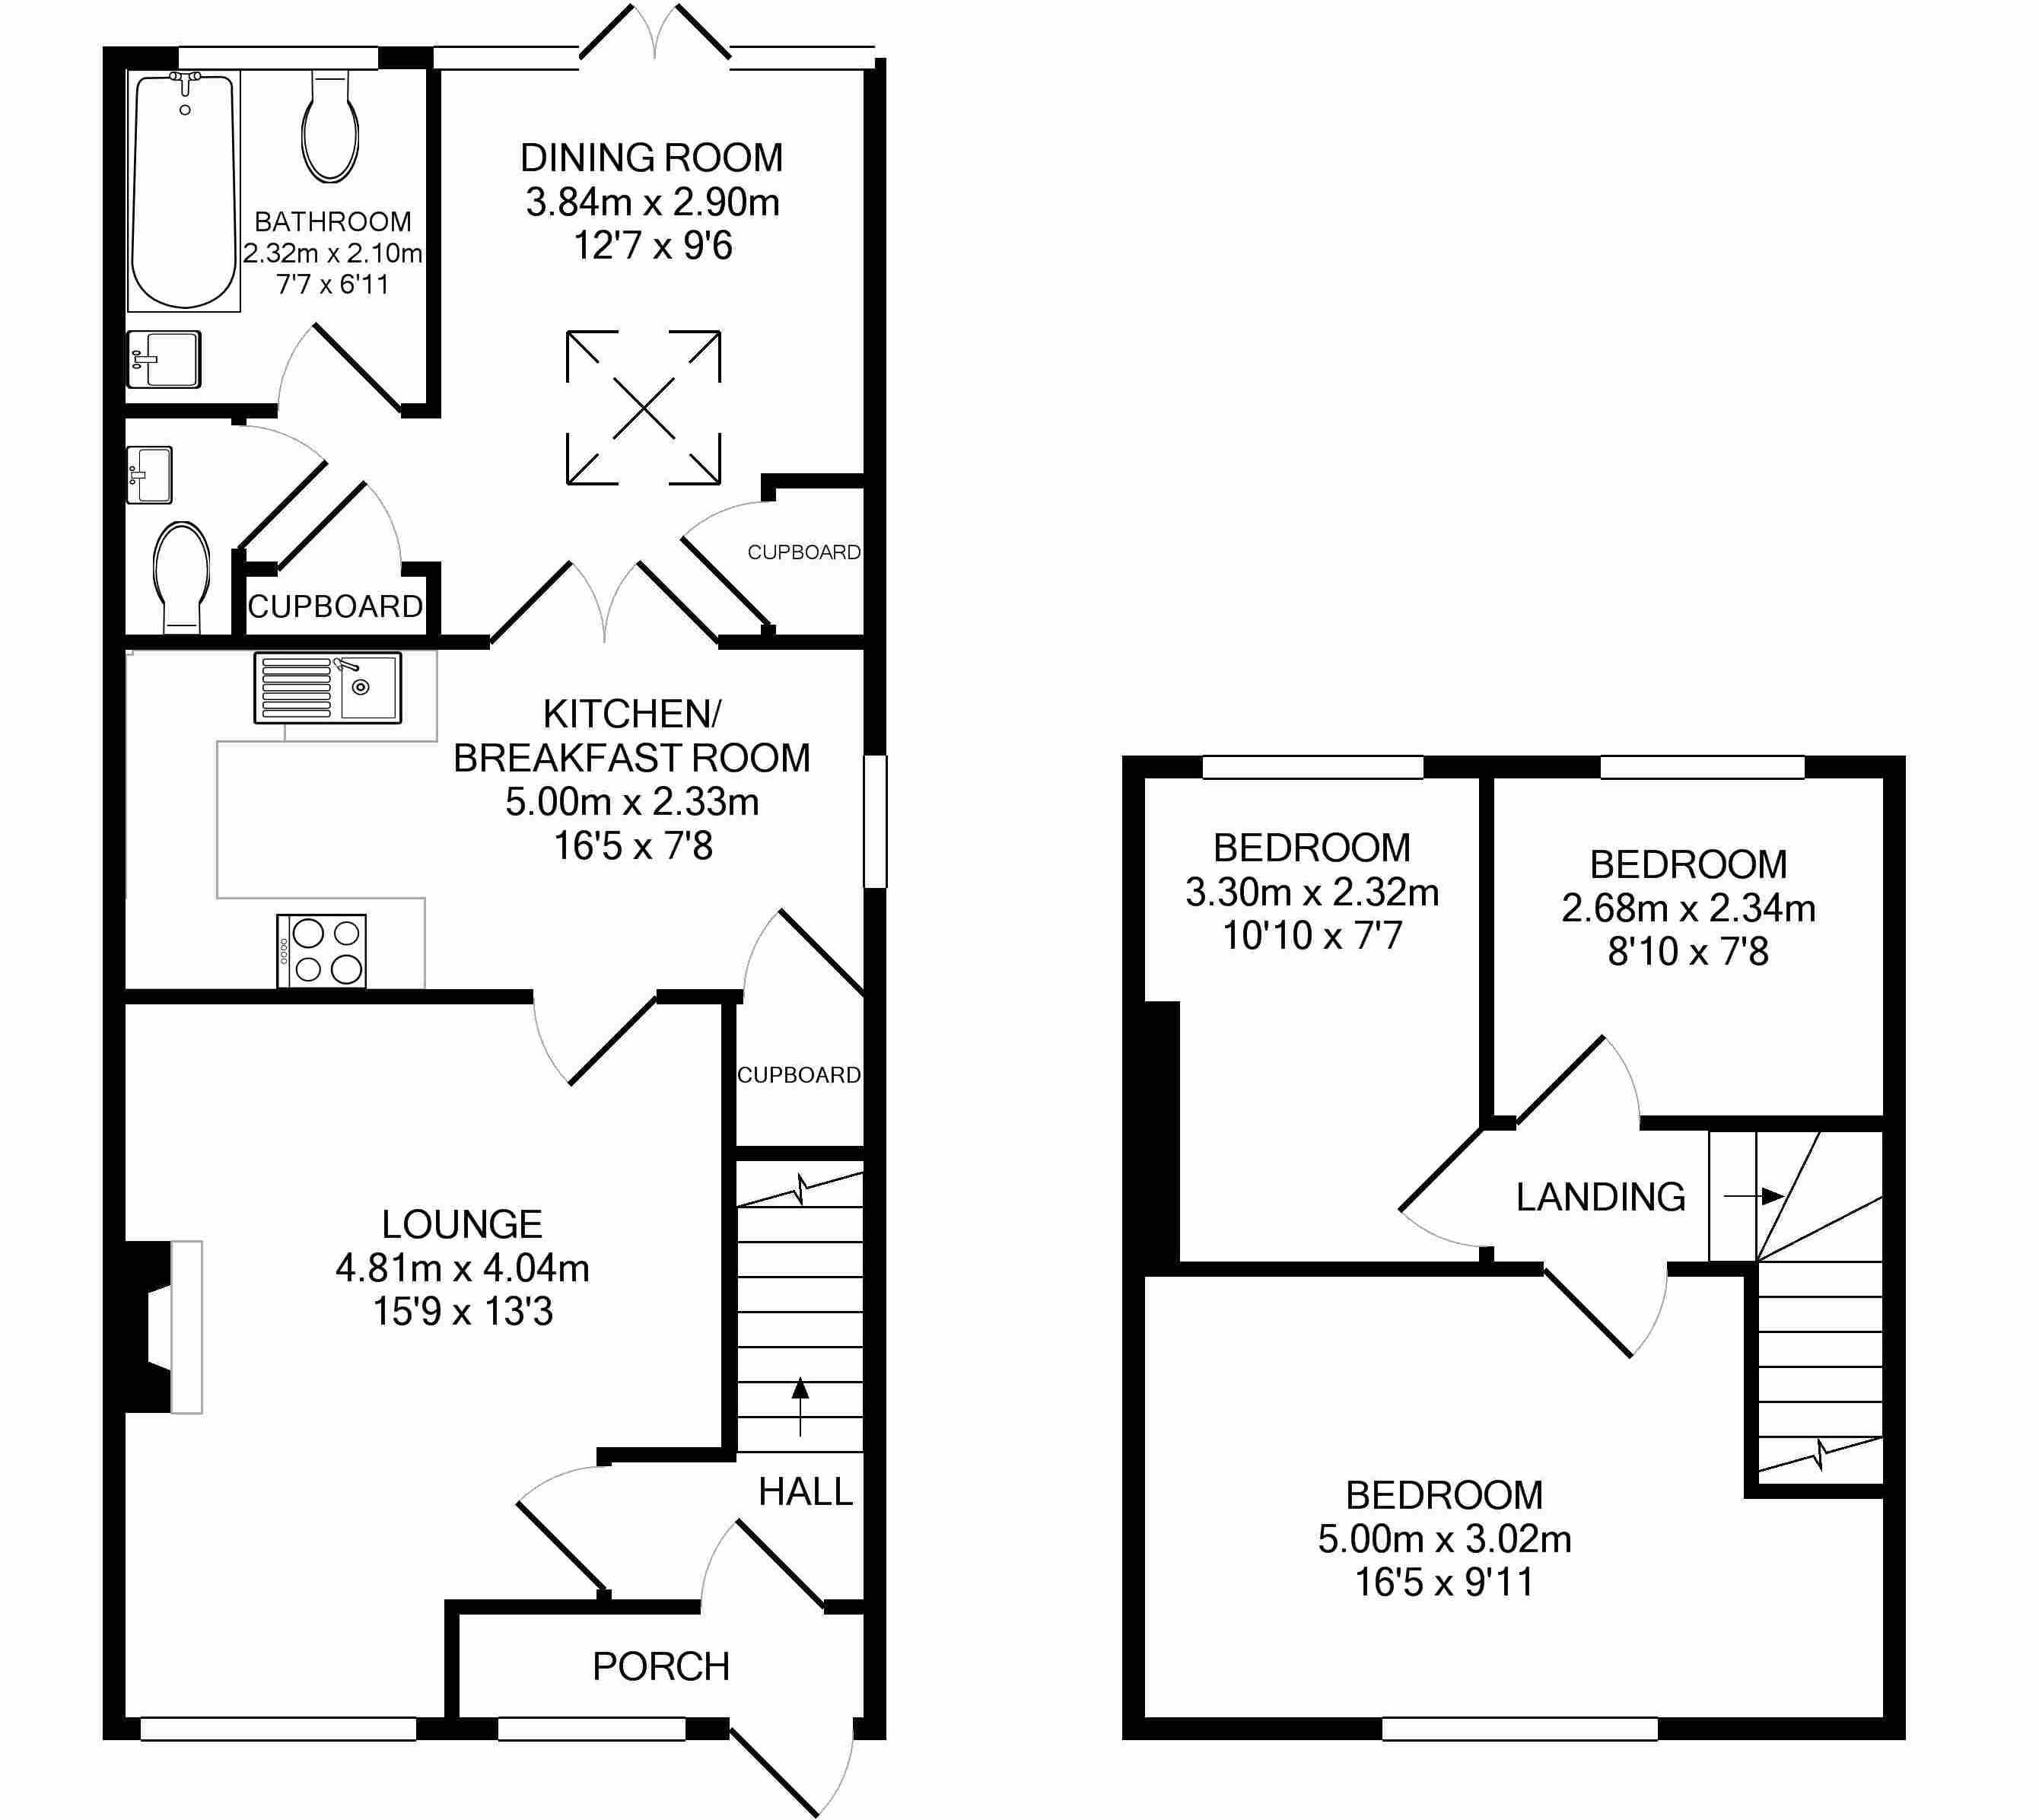 DINING ROOM
3.84m x 2.90m
12'7 x 9'6
BATHROOM
2.32m x 2.10m
7'7 x 6'11
CUPBOARD
CUPBOARD
KITCHEN/
BREAKFAST ROOM
5.00m x 2.33m
16'5 x 7'8
CUPBOARD
LOUNGE
4.81m x 4.04m
15'9 x 13'3
HALL
PORCH
BEDROOM
3.30m x 2.32m
10'10 x 7'7
BEDROOM
2.68m x 2.34m
8'10 x 7'8
LANDING
BEDROOM
5.00m x 3.02m
16'5 x 9'11